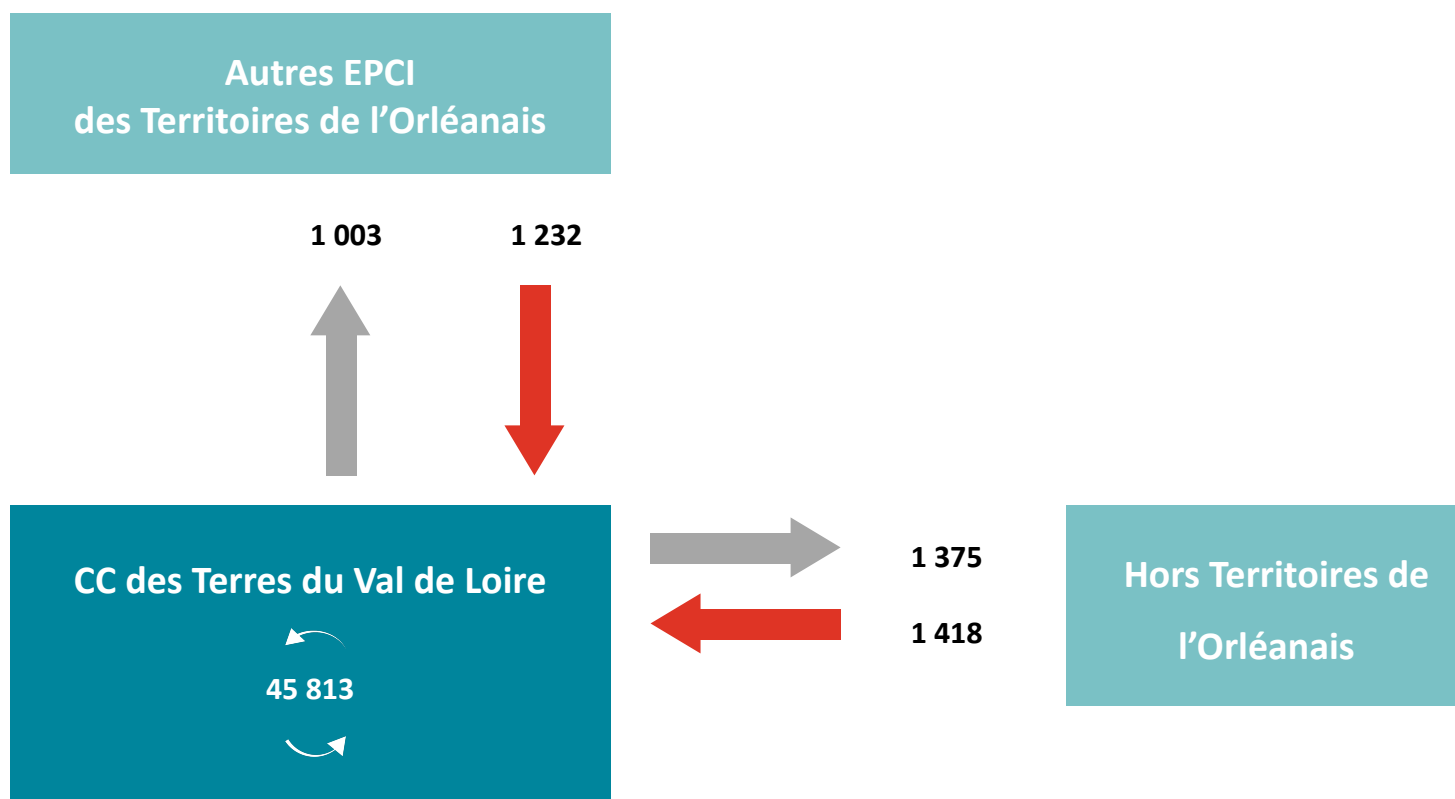 Autres EPCI
des Territoires de l’Orléanais
1 003
1 232
CC des Terres du Val de Loire
45 813
1 375
1 418
Hors Territoires de
l’Orléanais